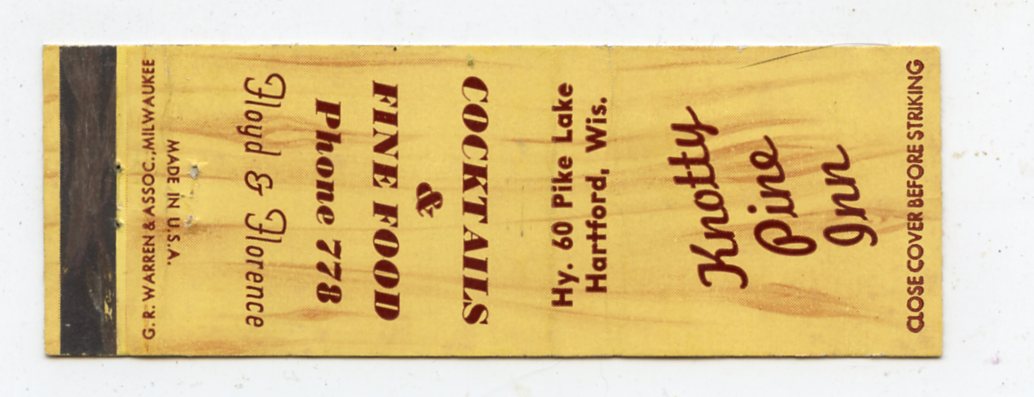 Knotty
Pine
Inn
CLOSE COVER BEFORE STRIKING
Hy. 60 Pike Lake
Hartford, Wis.
COCKTAILS
&
FINE FOOD
Phone 778
Floyd & Florence
MADE IN U.S.A.
G. R. WARREN & ASSOC., MILWAUKEE